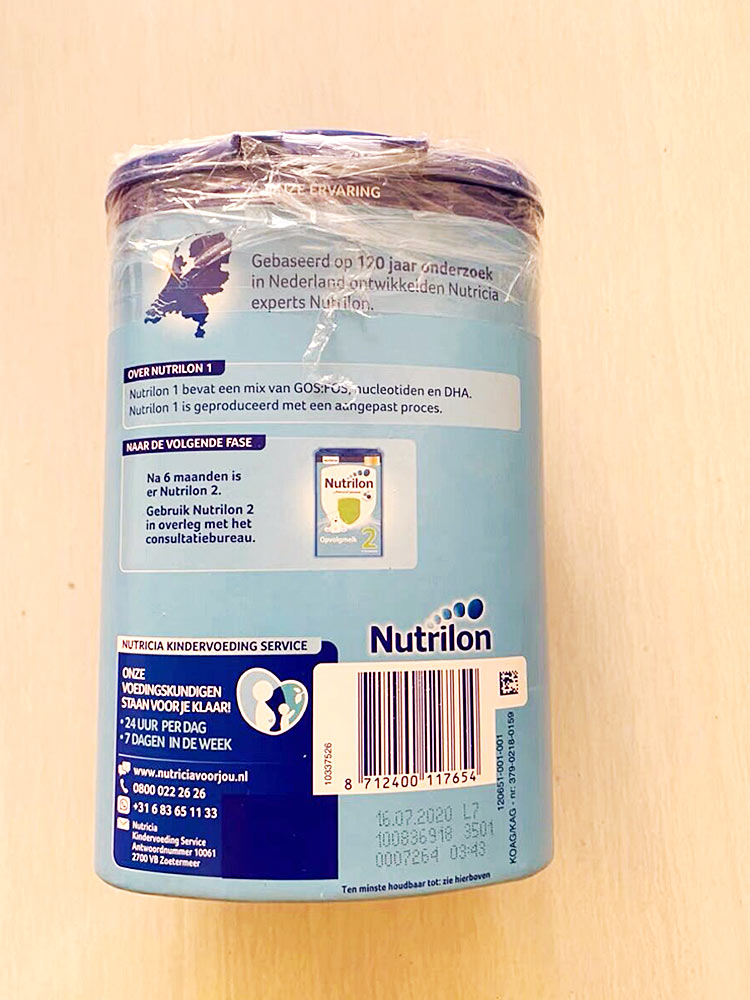 ZE ERVARING
Gebaseerd op 120 jaar onderzoek
in Nederland ontwikkelden Nutricia
experts Nutrilon.
OVER NUTRILON 1
Nutrilon 1 bevat een mix van GOS:FOS, nucleotiden en DHA.
Nutrilon 1 is geproduceerd met een aangepast proces.
NAAR DE VOLGENDE FASE
Na 6 maanden is
er Nutrilon 2.
Gebruik Nutrilon 2
in overleg met het
consultatiebureau.
Nutrilon
Opvolgmelk 2
Nutrilon
NUTRICIA KINDERVOEDING SERVICE
ONZE
VOEDINGSKUNDIGEN
STAAN VOOR JE KLAAR!
• 24 UUR PER DAG
• 7 DAGEN IN DE WEEK
www.nutriciavoorjou.nl
0800 022 26 26
+31 6 83 65 11 33
Nutricia
Kindervoeding Service
Antwoordnummer 10061
2700 VB Zoetermeer
10337526
8 712400 117654
120651-001-001
KOAG/KAG - nr: 379-0218-0159
16.07.2020 L7
100836918 3501
0007264 03:43
Ten minste houdbaar tot: zie hierboven